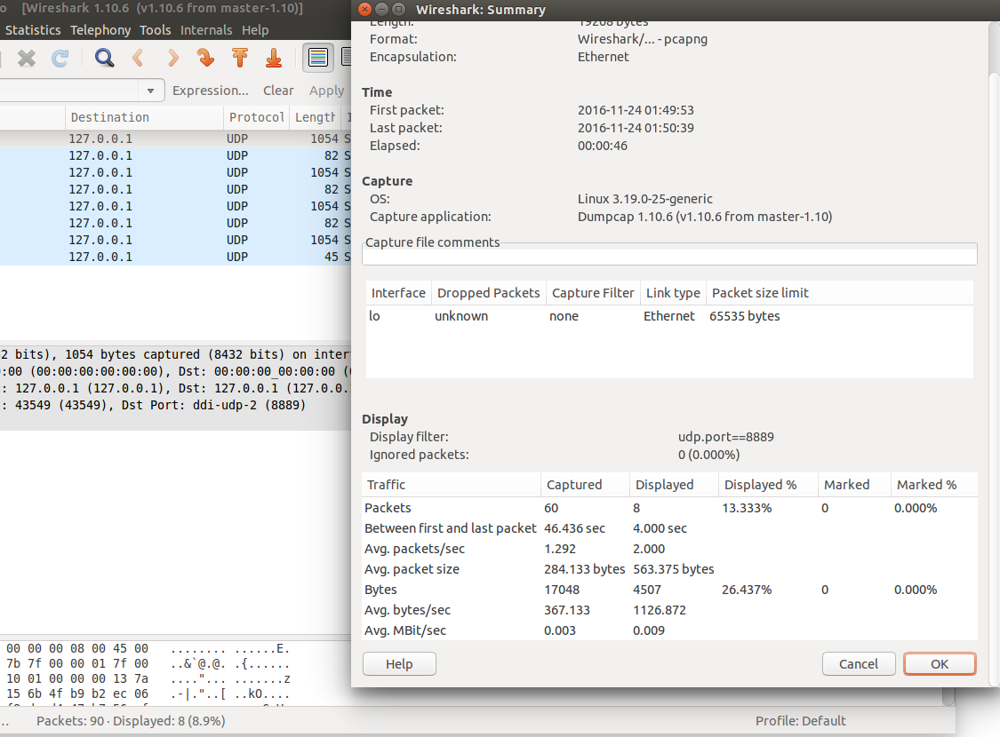 o [Wireshark 1.10.6 (v1.10.6 from master-1.10)]
Statistics Telephony Tools Internals Help
Expression... Clear Apply
Destination Protocol Length
127.0.0.1 UDP 1054 S
127.0.0.1 UDP 82 S
127.0.0.1 UDP 1054 S
127.0.0.1 UDP 82 S
127.0.0.1 UDP 1054 S
127.0.0.1 UDP 82 S
127.0.0.1 UDP 1054 S
127.0.0.1 UDP 45 S
2 bits), 1054 bytes captured (8432 bits) on inter
:00 (00:00:00:00:00:00), Dst: 00:00:00_00:00:00 (
: 127.0.0.1 (127.0.0.1), Dst: 127.0.0.1 (127.0.0.
: 43549 (43549), Dst Port: ddi-udp-2 (8889)
00 00 00 08 00 45 00 ........ ......E.
7b 7f 00 00 01 7f 00 ..&`@.@. .{......
10 01 00 00 00 13 7a ...."... .......z
15 6b 4f b9 b2 ec 06 .-|."..[ ..kO....
.. Packets: 90 · Displayed: 8 (8.9%) Profile: Default
Wireshark: Summary
Length: 19208 bytes
Format: Wireshark/... - pcapng
Encapsulation: Ethernet
Time
First packet: 2016-11-24 01:49:53
Last packet: 2016-11-24 01:50:39
Elapsed: 00:00:46
Capture
OS: Linux 3.19.0-25-generic
Capture application: Dumpcap 1.10.6 (v1.10.6 from master-1.10)
Capture file comments
Interface Dropped Packets Capture Filter Link type Packet size limit
lo unknown none Ethernet 65535 bytes
Display
Display filter: udp.port==8889
Ignored packets: 0 (0.000%)
Traffic Captured Displayed Displayed % Marked Marked %
Packets 60 8 13.333% 0 0.000%
Between first and last packet 46.436 sec 4.000 sec
Avg. packets/sec 1.292 2.000
Avg. packet size 284.133 bytes 563.375 bytes
Bytes 17048 4507 26.437% 0 0.000%
Avg. bytes/sec 367.133 1126.872
Avg. MBit/sec 0.003 0.009
Help Cancel OK